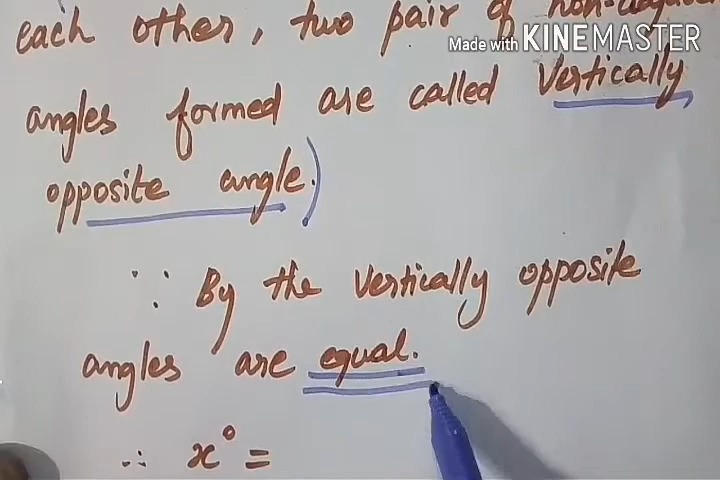 each other, two pair of
Made with KINEMASTER
angles formed are called Vertically
opposite angle.)
∵ By the vertically opposite
angles are equal.
∴ x° =